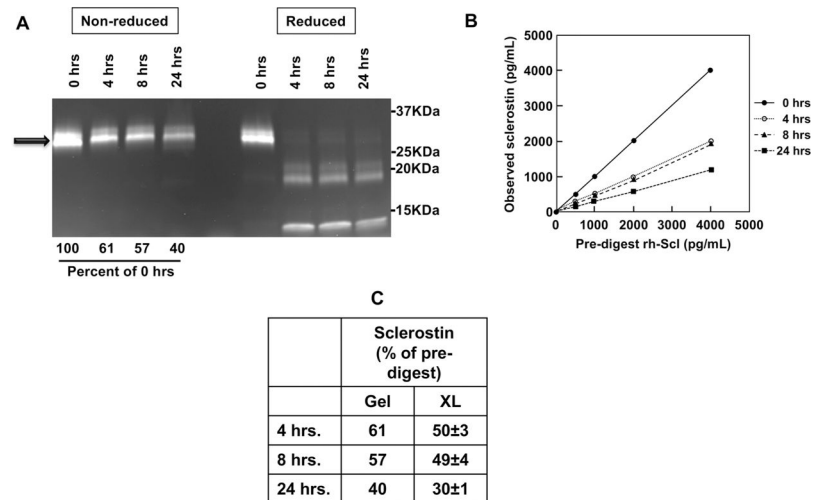 A
Non-reduced
Reduced
0 hrs
4 hrs
8 hrs
24 hrs
0 hrs
4 hrs
8 hrs
24 hrs
-37KDa
-25KDa
-20KDa
-15KDa
100 61 57 40
Percent of 0 hrs
B
Observed sclerostin (pg/mL)
5000
4000
3000
2000
1000
0
0 1000 2000 3000 4000 5000
Pre-digest rh-Scl (pg/mL)
0 hrs
4 hrs
8 hrs
24 hrs
C
Sclerostin
(% of pre-
digest)
Gel XL
4 hrs. 61 50±3
8 hrs. 57 49±4
24 hrs. 40 30±1